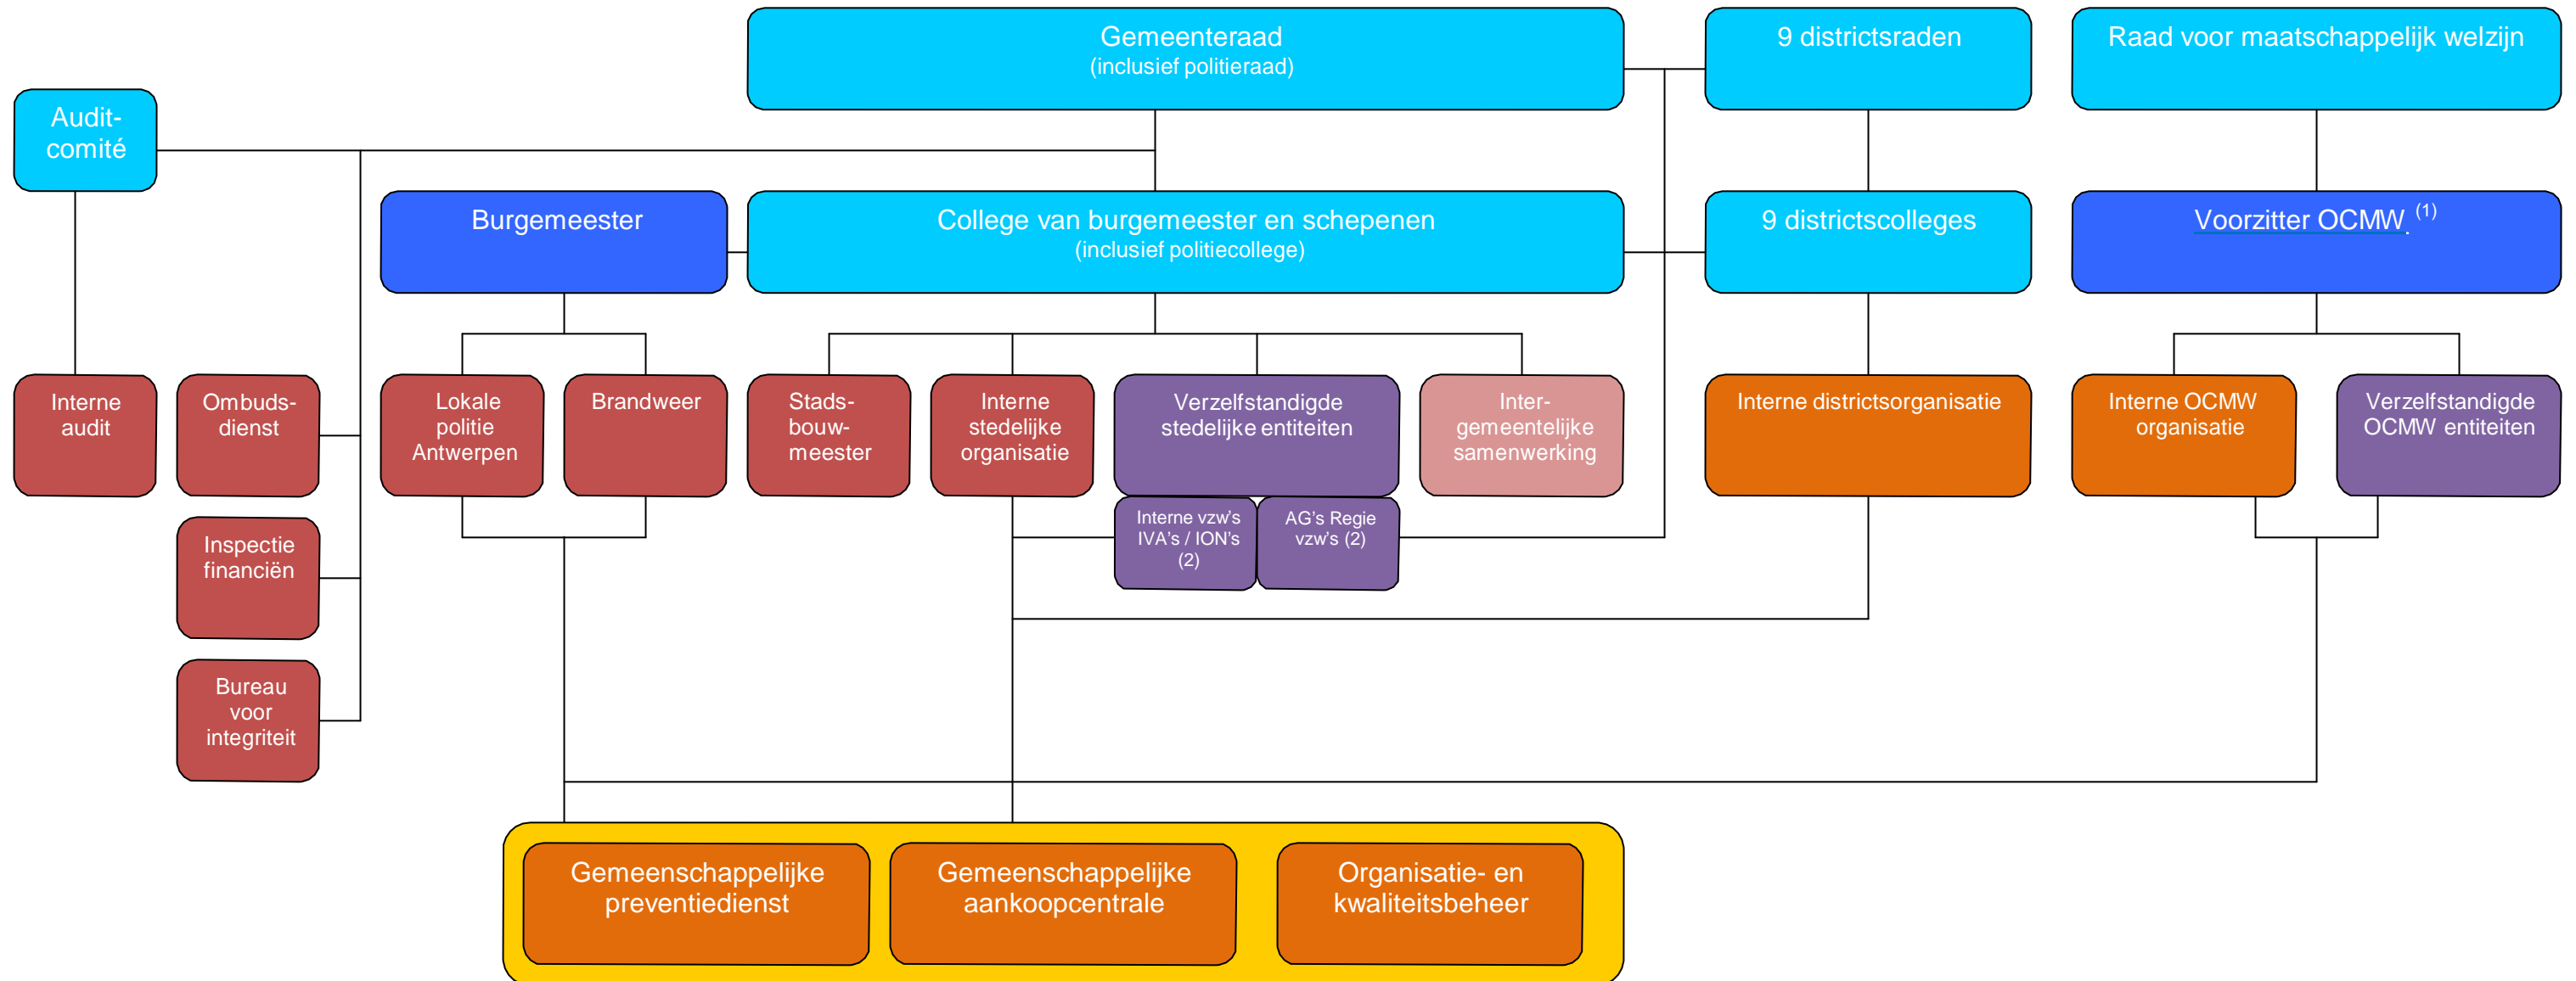 Gemeenteraad
(inclusief politieraad)
9 districtsraden
Raad voor maatschappelijk welzijn
Audit-
comité
Burgemeester
College van burgemeester en schepenen
(inclusief politiecollege)
9 districtscolleges
Voorzitter OCMW (1)
Interne
audit
Ombuds-
dienst
Lokale
politie
Antwerpen
Brandweer
Stads-
bouw-
meester
Interne
stedelijke
organisatie
Verzelfstandigde
stedelijke entiteiten
Inter-
gemeentelijke
samenwerking
Interne districtsorganisatie
Interne OCMW
organisatie
Verzelfstandigde
OCMW entiteiten
Interne vzw's
IVA's / ION's
(2)
AG's Regie
vzw's (2)
Inspectie
financiën
Bureau
voor
integriteit
Gemeenschappelijke
preventiedienst
Gemeenschappelijke
aankoopcentrale
Organisatie- en
kwaliteitsbeheer